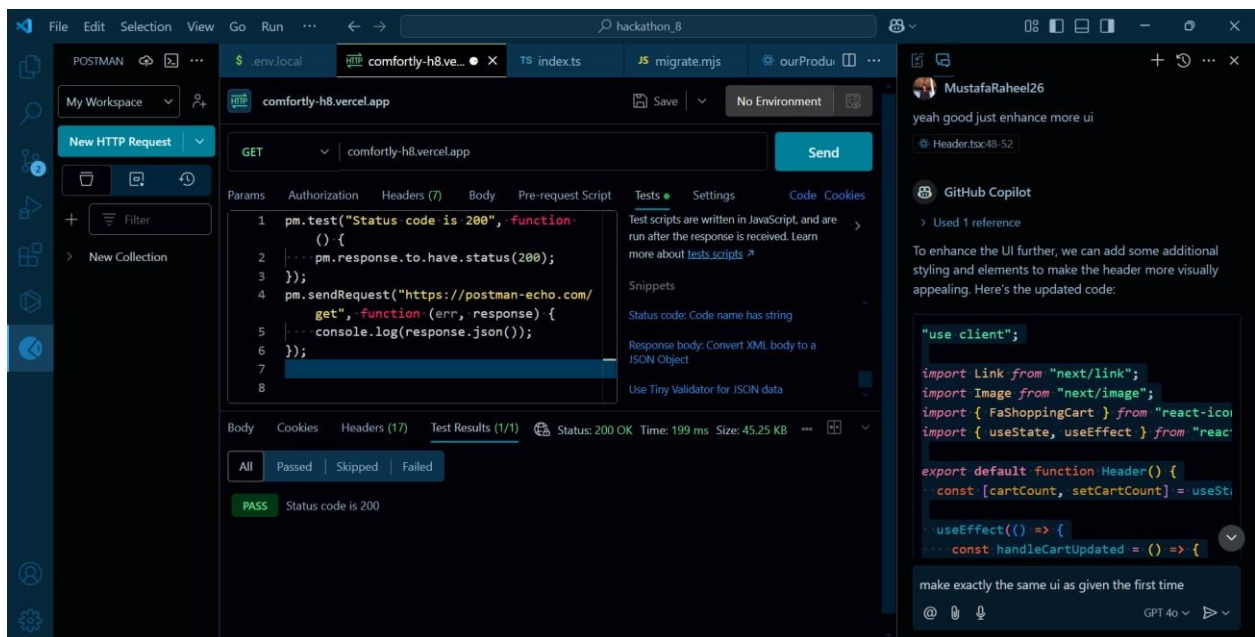 File Edit Selection View Go Run ··· hackathon_8
POSTMAN ···
My Workspace
New HTTP Request
2
Filter
New Collection
$ .env.local HTTP comfortly-h8.ve... TS index.ts JS migrate.mjs ourProdu ···
HTTP comfortly-h8.vercel.app Save No Environment
GET comfortly-h8.vercel.app Send
Params Authorization Headers (7) Body Pre-request Script Tests Settings Code Cookies
1 pm.test("Status code is 200", function
() {
2 pm.response.to.have.status(200);
3 });
4 pm.sendRequest("https://postman-echo.com/
get", function (err, response) {
5 console.log(response.json());
6 });
7
8
Test scripts are written in JavaScript, and are
run after the response is received. Learn
more about tests scripts
Snippets
Status code: Code name has string
Response body: Convert XML body to a
JSON Object
Use Tiny Validator for JSON data
Body Cookies Headers (17) Test Results (1/1) Status: 200 OK Time: 199 ms Size: 45.25 KB
All Passed Skipped Failed
PASS Status code is 200
MustafaRaheel26
yeah good just enhance more ui
Header.tsx:48-52
GitHub Copilot
> Used 1 reference
To enhance the UI further, we can add some additional
styling and elements to make the header more visually
appealing. Here's the updated code:
"use client";
import Link from "next/link";
import Image from "next/image";
import { FaShoppingCart } from "react-icon
import { useState, useEffect } from "react
export default function Header() {
const [cartCount, setCartCount] = useSta
useEffect(() => {
const handleCartUpdated = () => {
make exactly the same ui as given the first time
@ GPT 4o